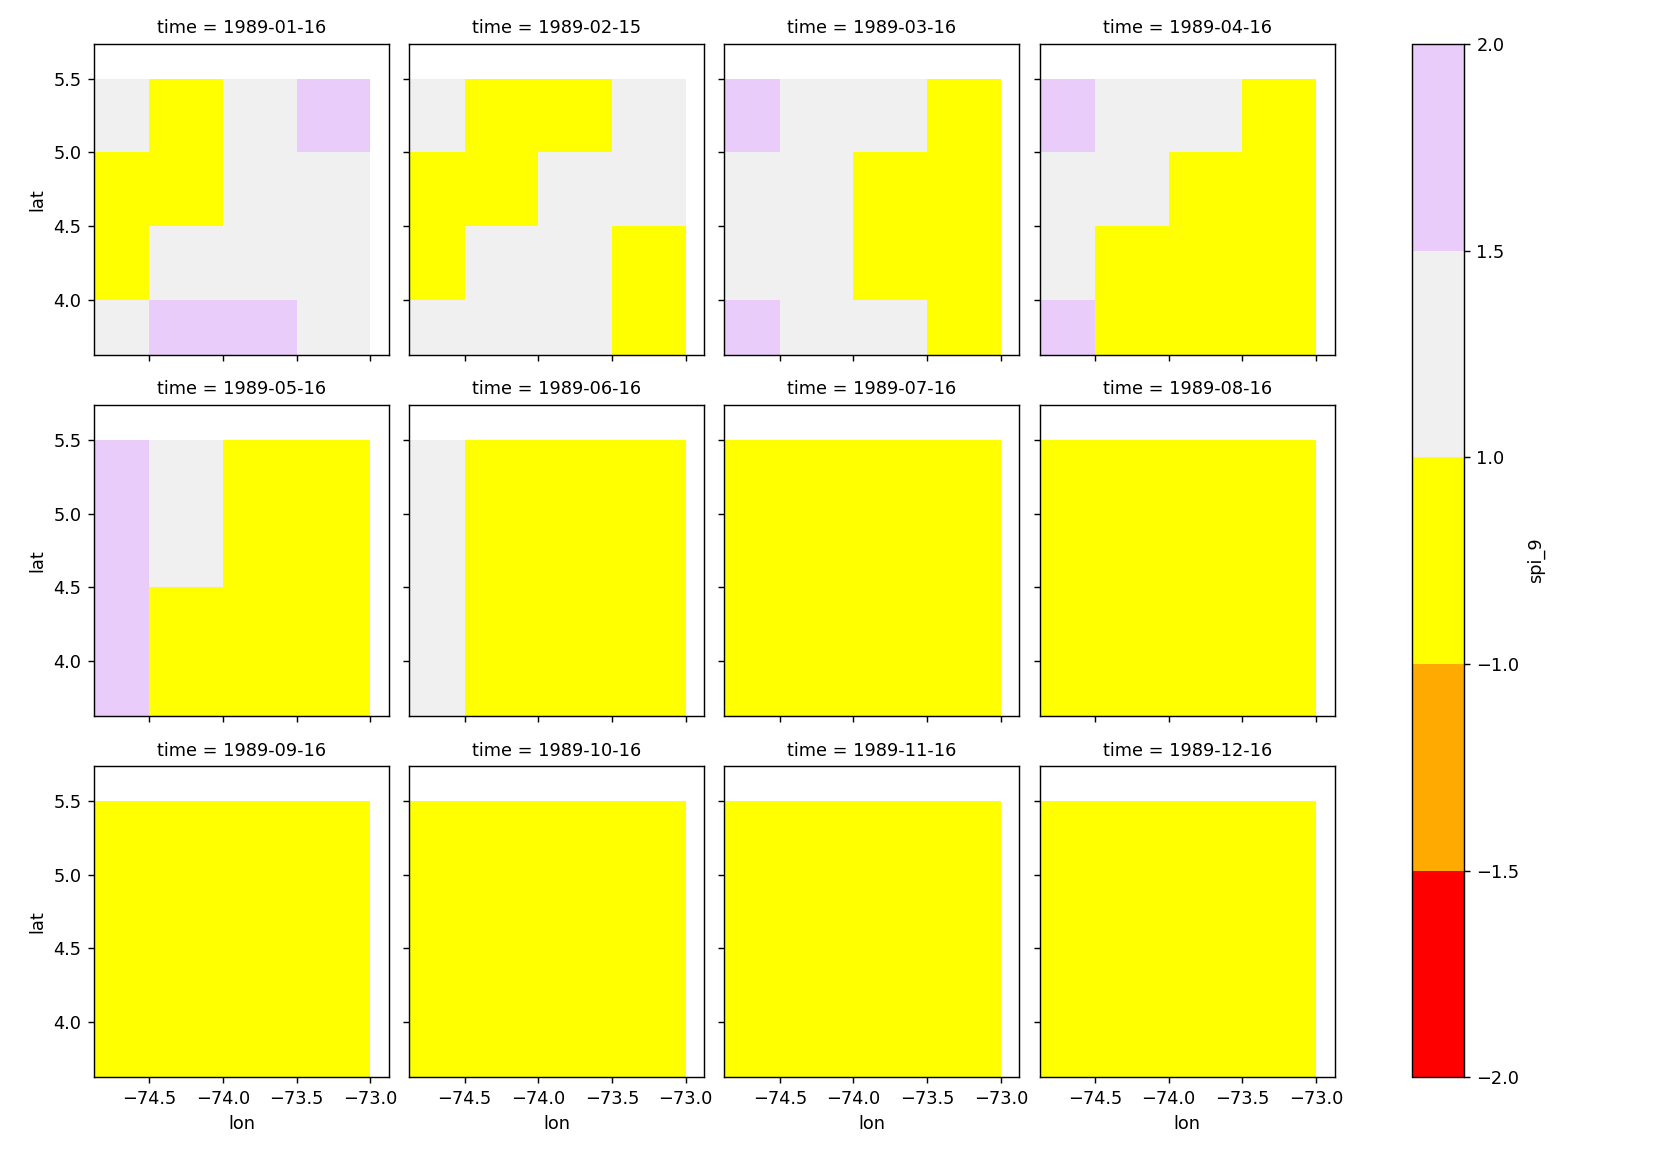 time = 1989-01-16
time = 1989-02-15
time = 1989-03-16
time = 1989-04-16
5.5
5.0
4.5
4.0
lat
time = 1989-05-16
time = 1989-06-16
time = 1989-07-16
time = 1989-08-16
5.5
5.0
4.5
4.0
lat
time = 1989-09-16
time = 1989-10-16
time = 1989-11-16
time = 1989-12-16
5.5
5.0
4.5
4.0
lat
−74.5 −74.0 −73.5 −73.0
lon
−74.5 −74.0 −73.5 −73.0
lon
−74.5 −74.0 −73.5 −73.0
lon
−74.5 −74.0 −73.5 −73.0
lon
2.0
1.5
1.0
−1.0
−1.5
−2.0
spi_9